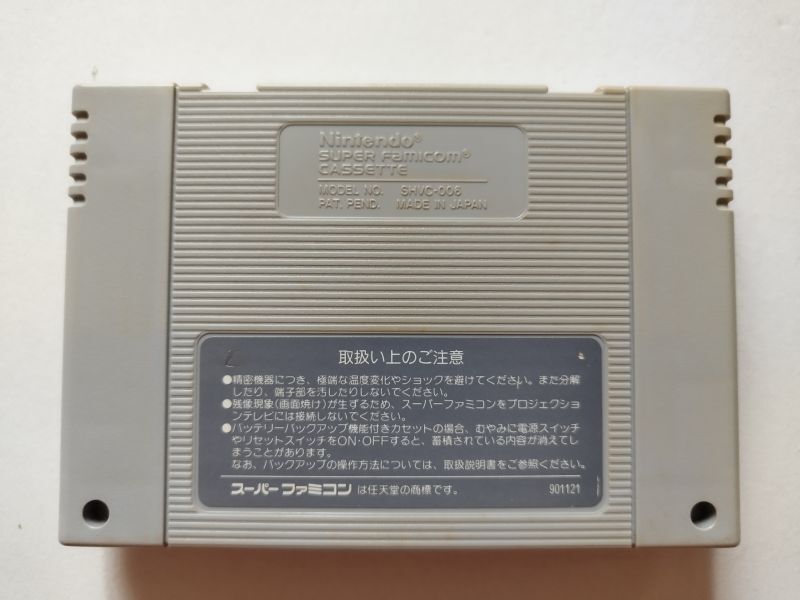 Nintendo®
SUPER FAMICOM®
CASSETTE
MODEL NO. SHVC-006
PAT. PEND. MADE IN JAPAN
取扱い上のご注意
●精密機器につき、極端な温度変化やショックを避けてください。また分解
したり、端子部を汚したりしないでください。
●残像現象(画面焼け)が生ずるため、スーパーファミコンをプロジェクショ
ンテレビには接続しないでください。
●バッテリーバックアップ機能付きカセットの場合、むやみに電源スイッチ
やリセットスイッチをON・OFFすると、蓄積されている内容が消えてし
まうことがあります。
なお、バックアップの操作方法については、取扱説明書をご参照ください。
スーパーファミコン は任天堂の商標です。 901121